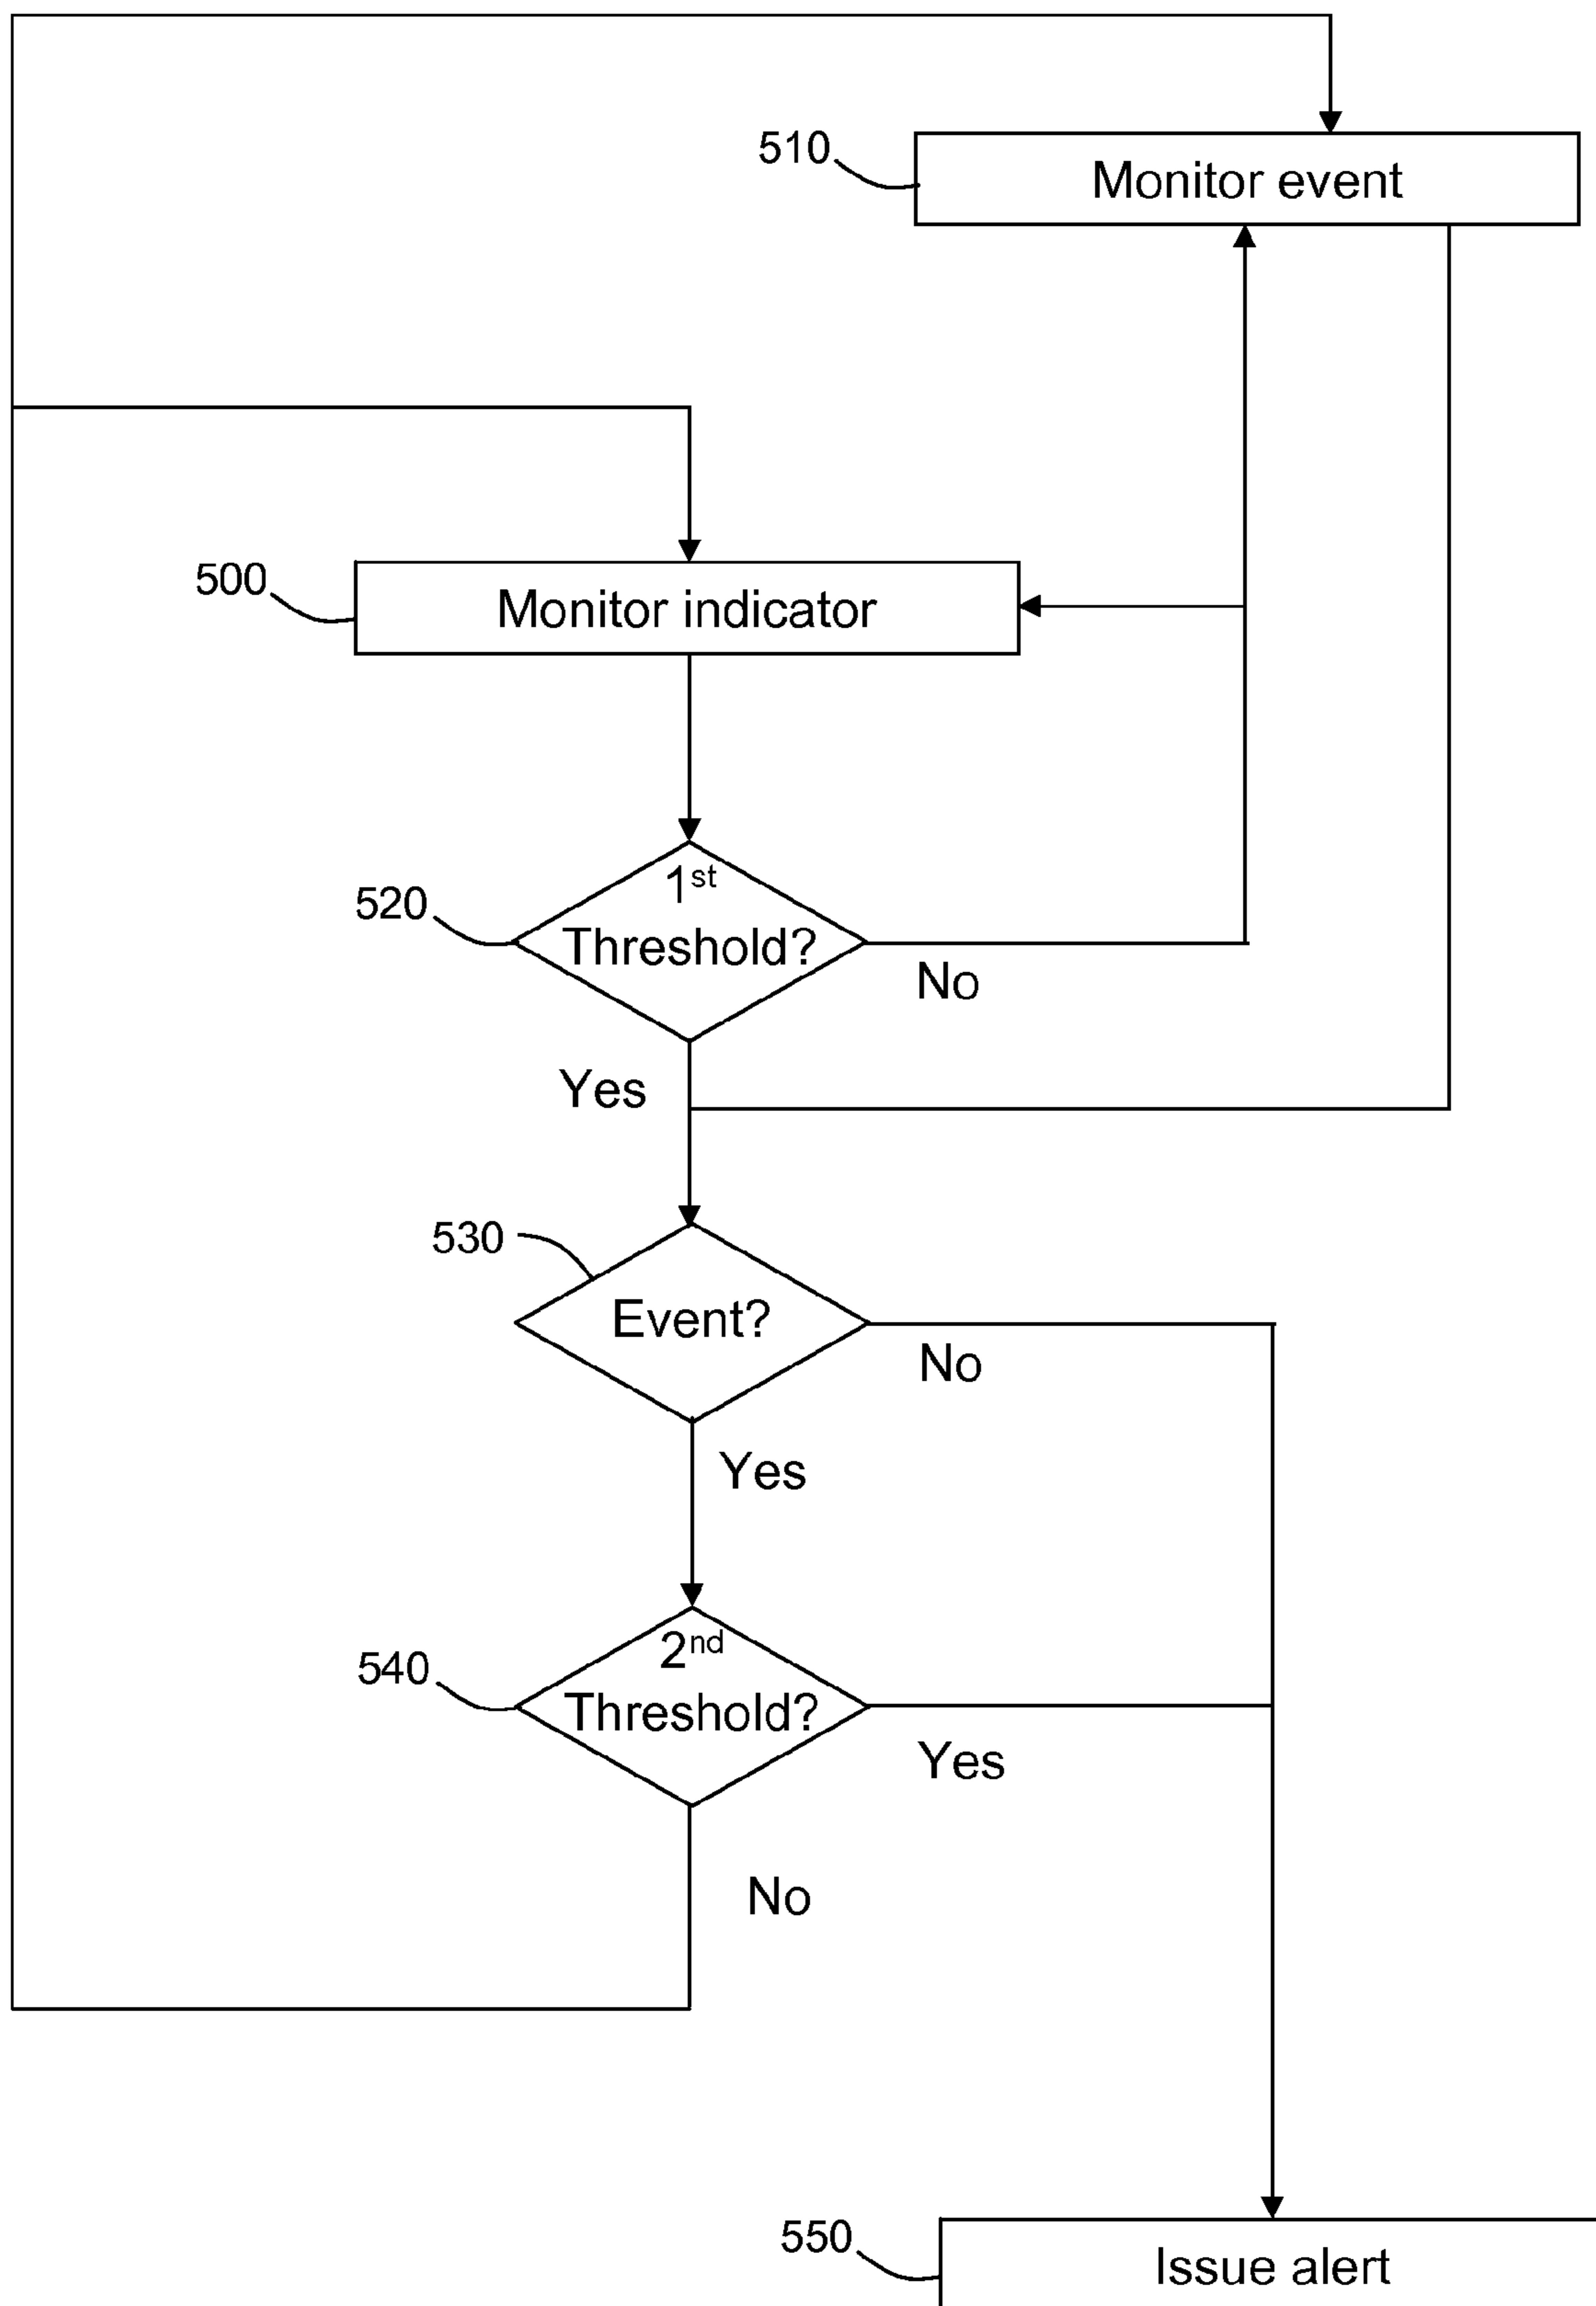 510
Monitor event
500
Monitor indicator
520
1st
Threshold?
No
Yes
530
Event?
No
Yes
540
2nd
Threshold?
Yes
No
550
Issue alert